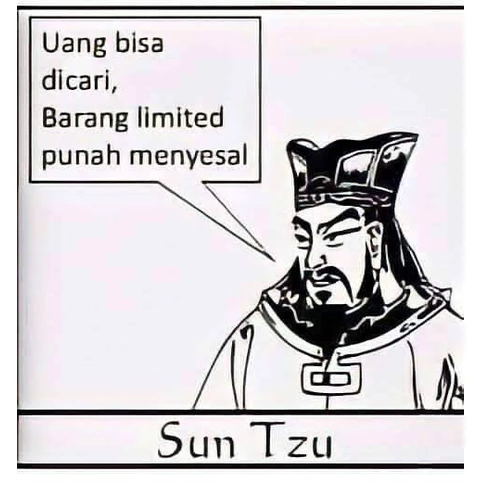 Uang bisa
dicari,
Barang limited
punah menyesal
Sun Tzu